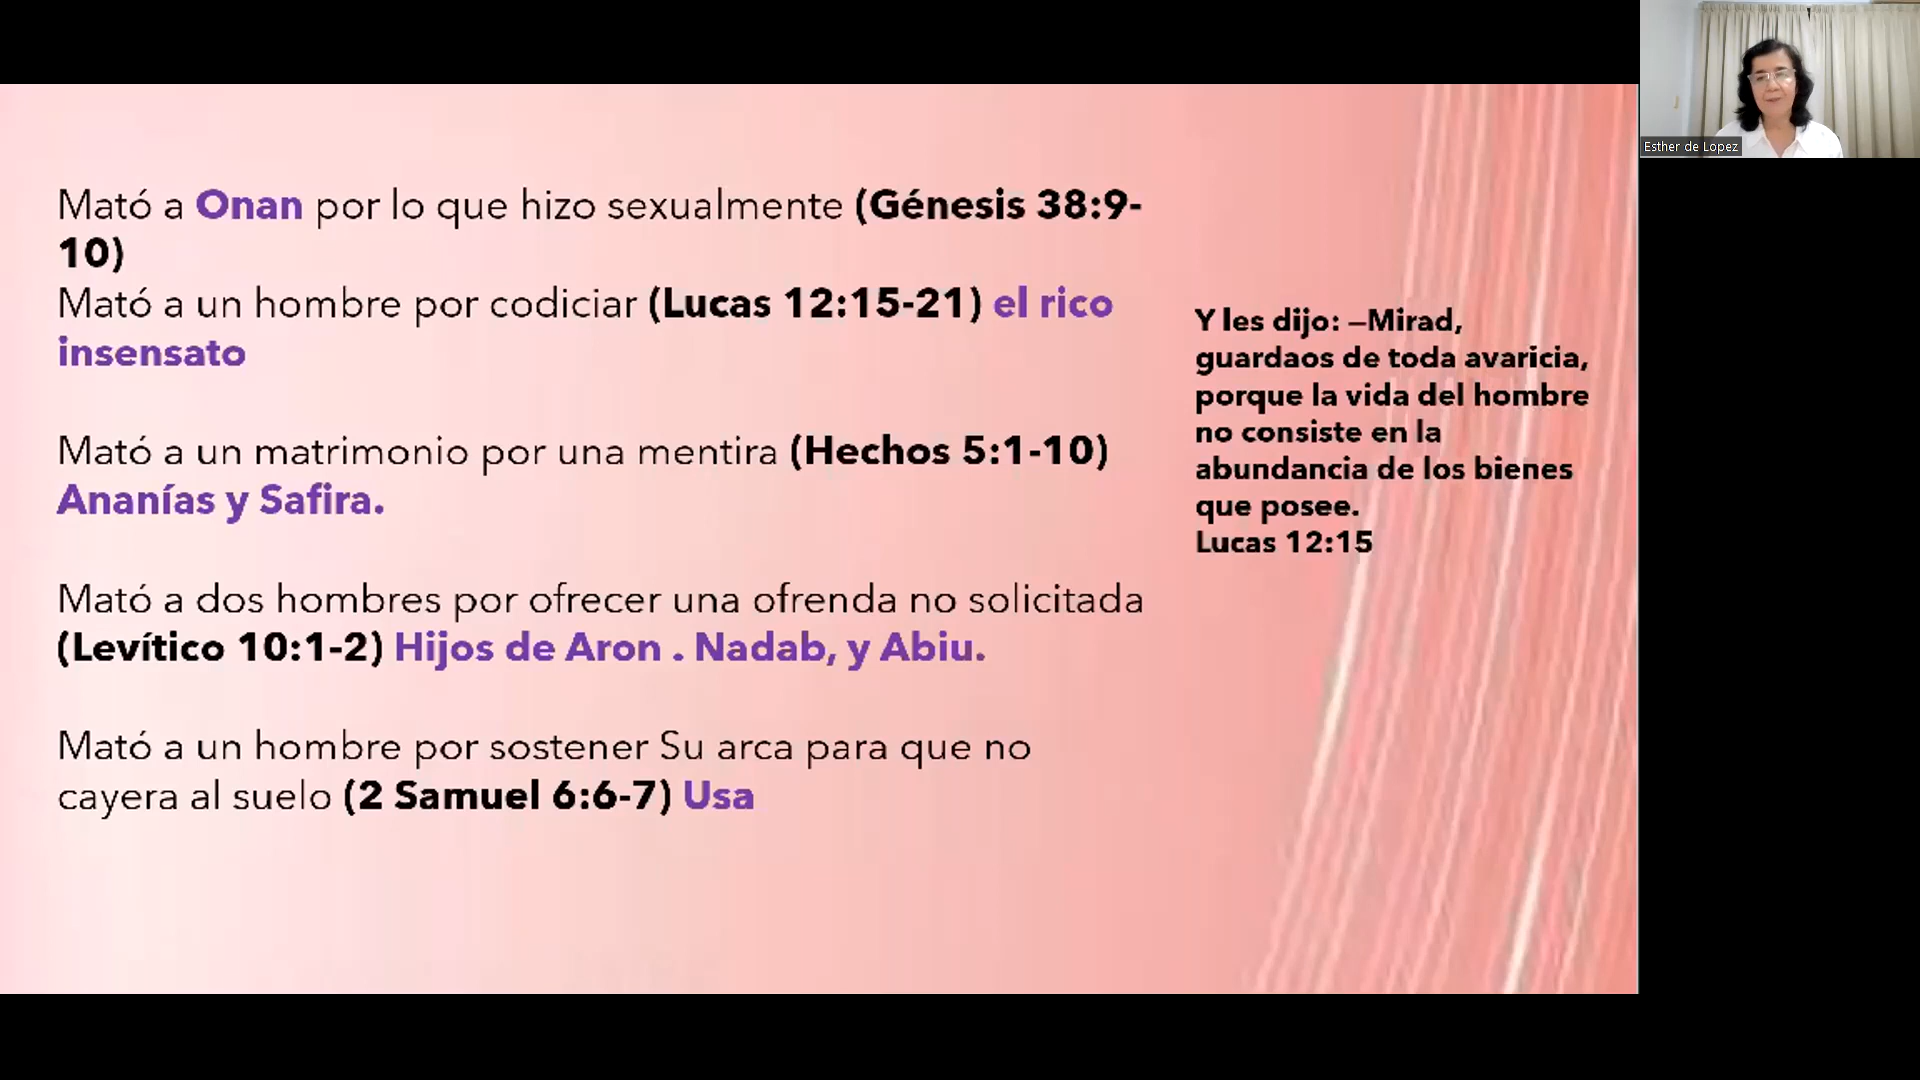 Mató a Onan por lo que hizo sexualmente (Génesis 38:9-
10)
Mató a un hombre por codiciar (Lucas 12:15-21) el rico
insensato
Mató a un matrimonio por una mentira (Hechos 5:1-10)
Ananías y Safira.
Mató a dos hombres por ofrecer una ofrenda no solicitada
(Levítico 10:1-2) Hijos de Aron . Nadab, y Abiu.
Mató a un hombre por sostener Su arca para que no
cayera al suelo (2 Samuel 6:6-7) Usa
Y les dijo: —Mirad,
guardaos de toda avaricia,
porque la vida del hombre
no consiste en la
abundancia de los bienes
que posee.
Lucas 12:15
Esther de Lopez